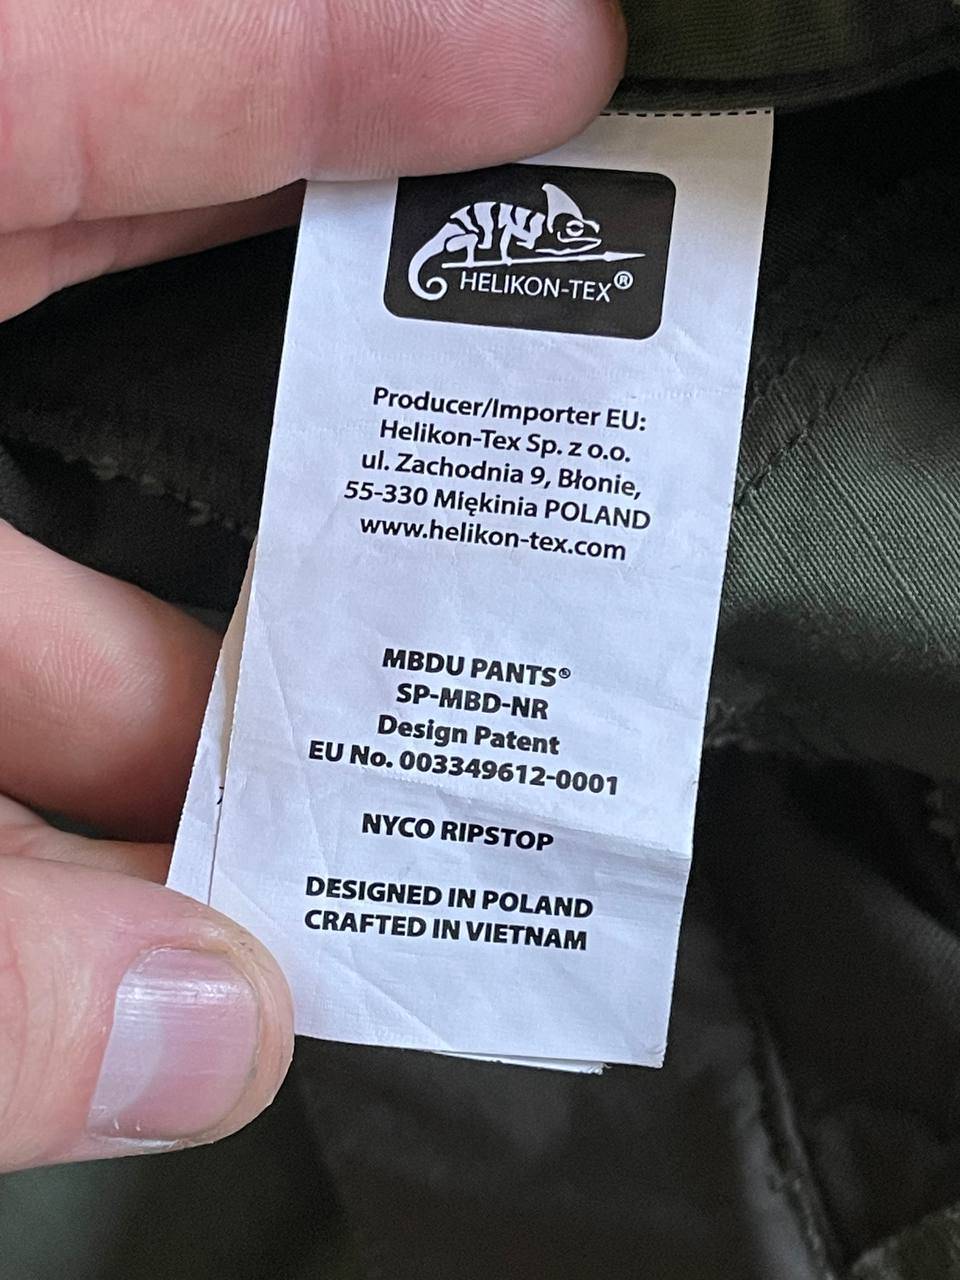 HELIKON-TEX®
Producer/Importer EU:
Helikon-Tex Sp. z o.o.
ul. Zachodnia 9, Błonie,
55-330 Miękinia POLAND
www.helikon-tex.com
MBDU PANTS®
SP-MBD-NR
Design Patent
EU No. 003349612-0001
NYCO RIPSTOP
DESIGNED IN POLAND
CRAFTED IN VIETNAM